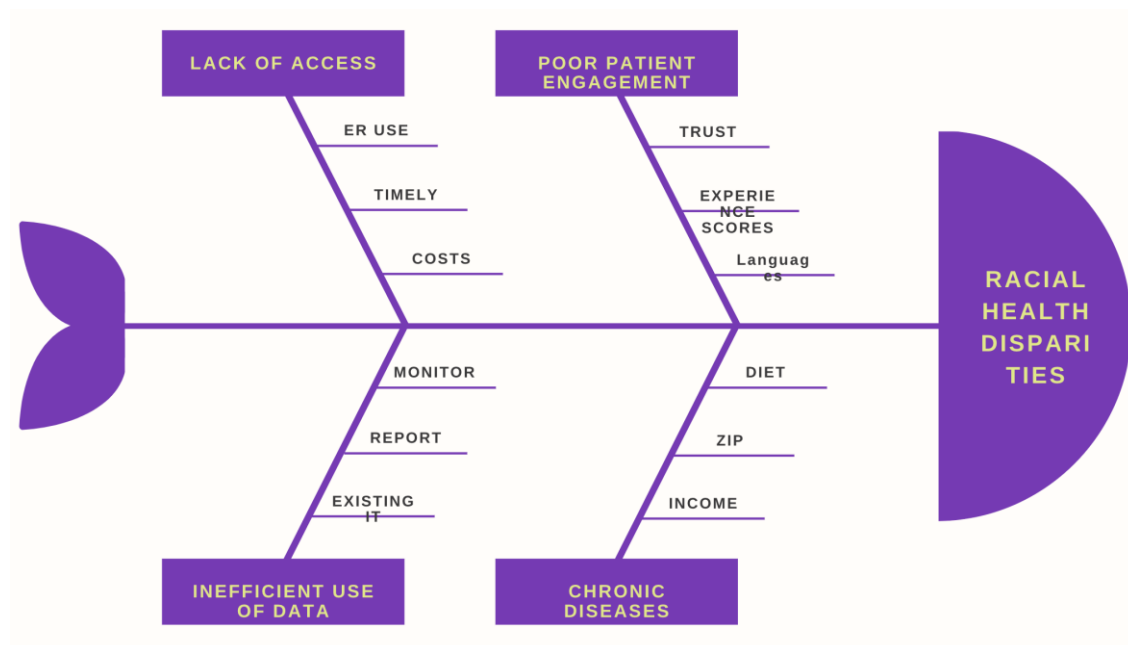 LACK OF ACCESS
POOR PATIENT
ENGAGEMENT
ER USE
TIMELY
COSTS
TRUST
EXPERIE
NCE
SCORES
Languag
es
RACIAL
HEALTH
DISPARI
TIES
MONITOR
REPORT
EXISTING
IT
DIET
ZIP
INCOME
INEFFICIENT USE
OF DATA
CHRONIC
DISEASES